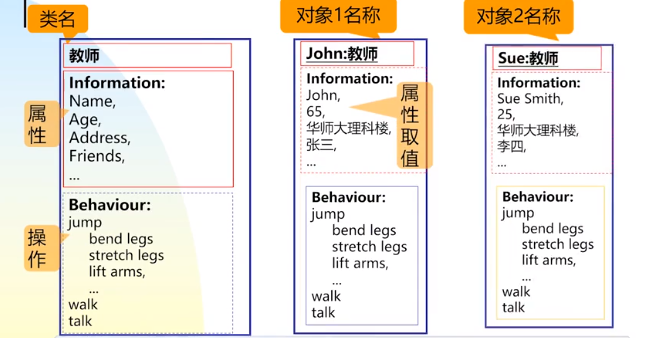 类名
教师
Information:
Name,
Age,
Address,
Friends,
...
属性
Behaviour:
jump
bend legs
stretch legs
lift arms,
...
walk
talk
操作
对象1名称
John:教师
Information:
John,
65,
华师大理科楼,
张三,
...
属性取值
Behaviour:
jump
bend legs
stretch legs
lift arms,
...
walk
talk
对象2名称
Sue:教师
Information:
Sue Smith,
25,
华师大理科楼,
李四,
...
Behaviour:
jump
bend legs
stretch legs
lift arms,
...
walk
talk